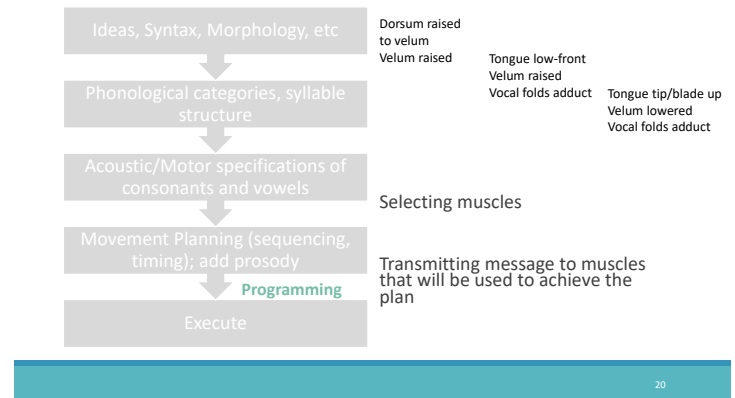 Ideas, Syntax, Morphology, etc
Phonological categories, syllable
structure
Acoustic/Motor specifications of
consonants and vowels
Movement Planning (sequencing,
timing); add prosody
Programming
Execute
Dorsum raised
to velum
Velum raised
Tongue low-front
Velum raised
Vocal folds adduct
Tongue tip/blade up
Velum lowered
Vocal folds adduct
Selecting muscles
Transmitting message to muscles
that will be used to achieve the
plan
20